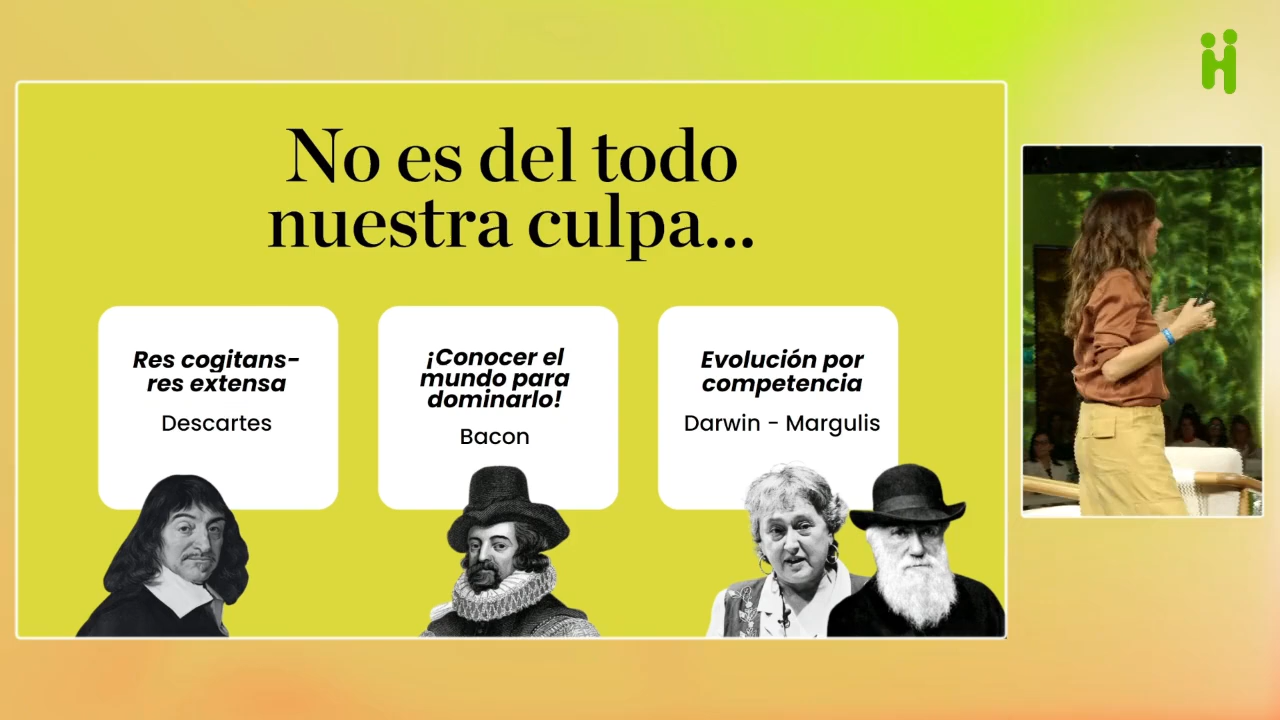 No es del todo
nuestra culpa...
Res cogitans-
res extensa
Descartes
¡Conocer el
mundo para
dominarlo!
Bacon
Evolución por
competencia
Darwin - Margulis